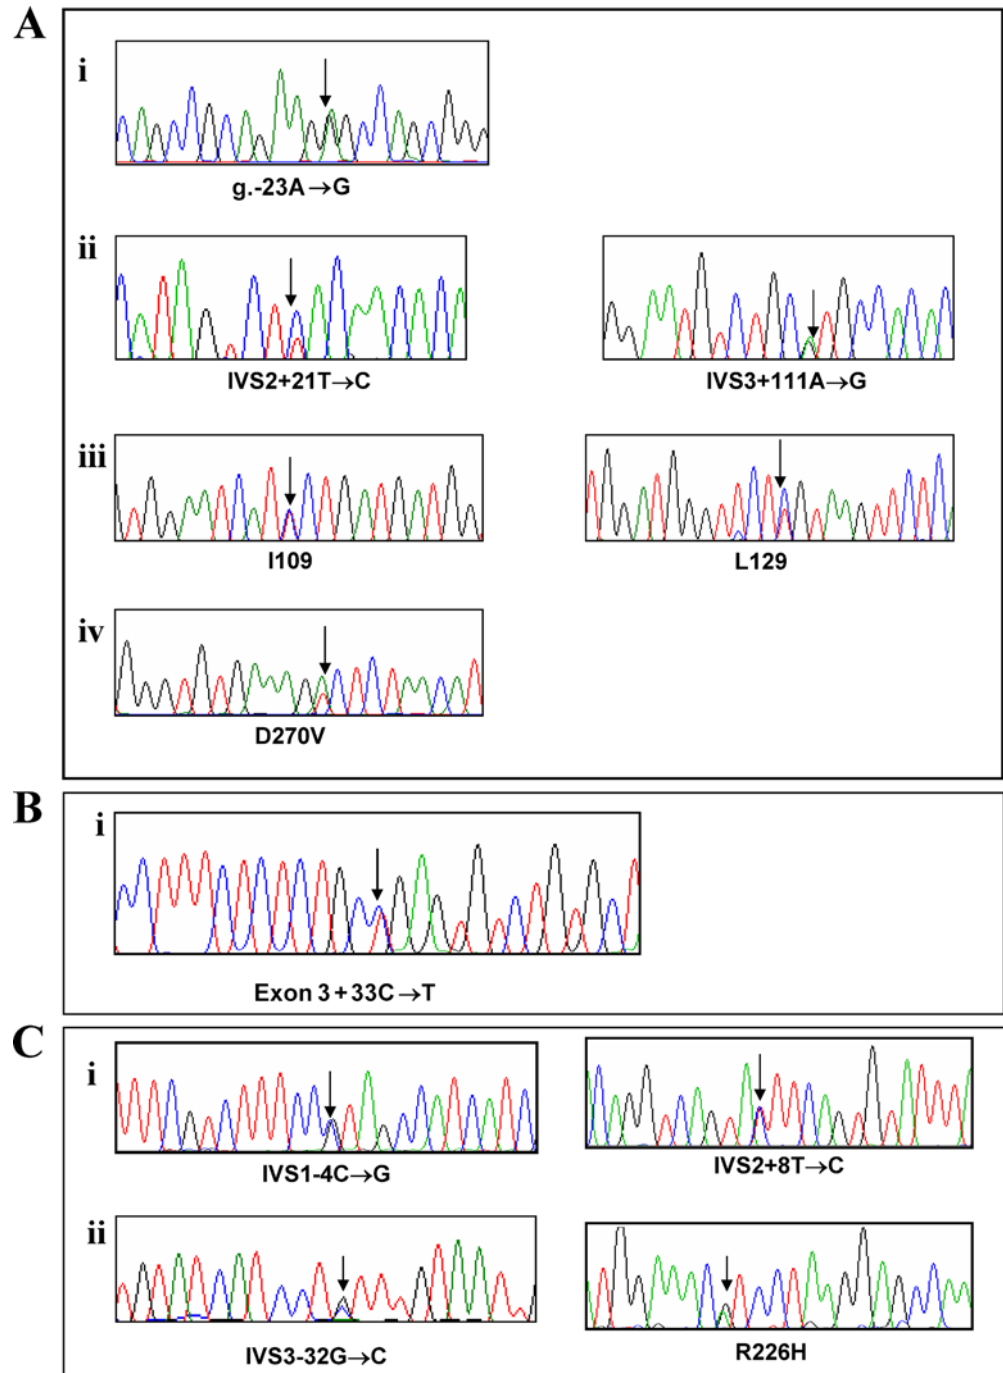 A
i
g.-23A→G
ii
IVS2+21T→C
IVS3+111A→G
iii
I109
L129
iv
D270V
B
i
Exon 3+33C→T
C
i
IVS1-4C→G
IVS2+8T→C
ii
IVS3-32G→C
R226H